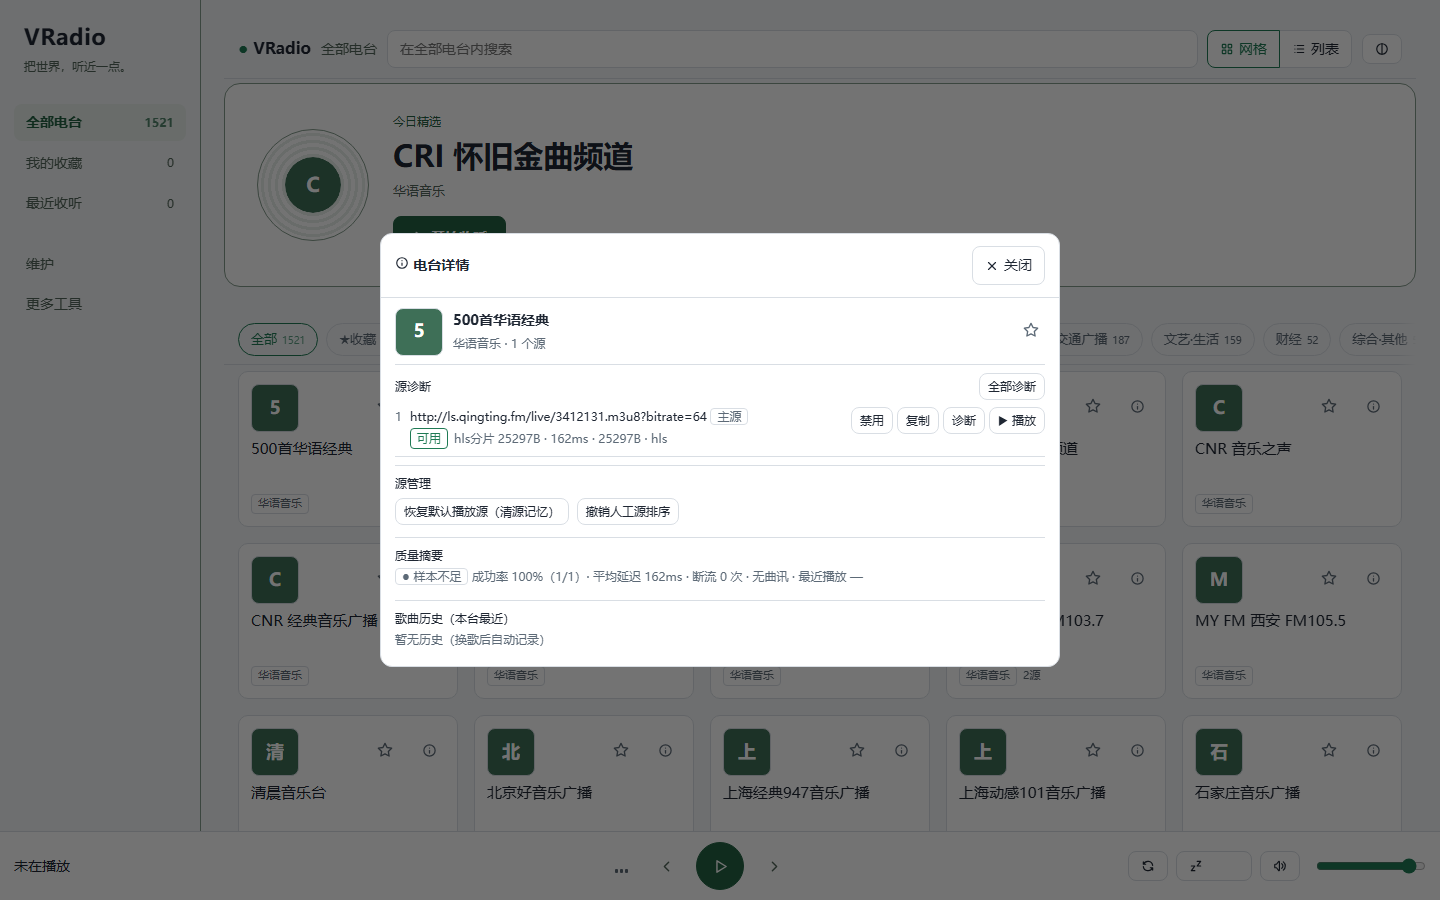 VRadio
把世界，听近一点。
全部电台 1521
我的收藏 0
最近收听 0
维护
更多工具
VRadio 全部电台 在全部电台内搜索 网格 列表
今日精选
C
CRI 怀旧金曲频道
华语音乐
全部 1521 ★收藏 交通广播 187 文艺·生活 159 财经 52 综合·其他
电台详情 关闭
5
500首华语经典
华语音乐 · 1 个源
源诊断 全部诊断
1 http://ls.qingting.fm/live/3412131.m3u8?bitrate=64 主源 禁用 复制 诊断 播放
可用 hls分片 25297B · 162ms · 25297B · hls
源管理
恢复默认播放源（清源记忆） 撤销人工源排序
质量摘要
● 样本不足 成功率 100%（1/1）· 平均延迟 162ms · 断流 0 次 · 无曲讯 · 最近播放 —
歌曲历史（本台最近）
暂无历史（换歌后自动记录）
5
500首华语经典
华语音乐
C
CNR 音乐之声
华语音乐
C
CNR 经典音乐广播
华语音乐
华语音乐
华语音乐
华语音乐 2源
M
MY FM 西安 FM105.5
华语音乐
清
清晨音乐台
北
北京好音乐广播
上
上海经典947音乐广播
上
上海动感101音乐广播
石
石家庄音乐广播
未在播放
zz